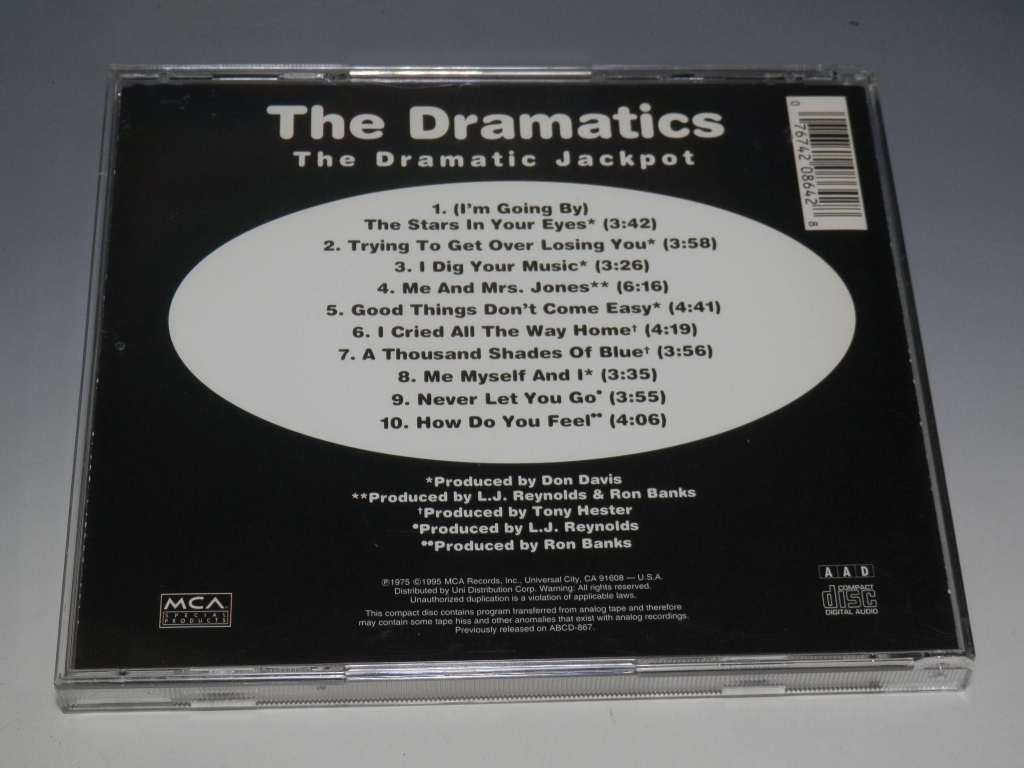 The Dramatics
The Dramatic Jackpot
0 76742 08642 8
1. (I'm Going By)
The Stars In Your Eyes* (3:42)
2. Trying To Get Over Losing You* (3:58)
3. I Dig Your Music* (3:26)
4. Me And Mrs. Jones** (6:16)
5. Good Things Don't Come Easy* (4:41)
6. I Cried All The Way Home† (4:19)
7. A Thousand Shades Of Blue† (3:56)
8. Me Myself And I* (3:35)
9. Never Let You Go• (3:55)
10. How Do You Feel•• (4:06)
*Produced by Don Davis
**Produced by L.J. Reynolds & Ron Banks
†Produced by Tony Hester
•Produced by L.J. Reynolds
••Produced by Ron Banks
℗1975 ©1995 MCA Records, Inc., Universal City, CA 91608 — U.S.A.
Distributed by Uni Distribution Corp. Warning: All rights reserved.
Unauthorized duplication is a violation of applicable laws.
This compact disc contains program transferred from analog tape and therefore
may contain some tape hiss and other anomalies that exist with analog recordings.
Previously released on ABCD-867.
MCA
SPECIAL
PRODUCTS
AAD
COMPACT
disc
DIGITAL AUDIO